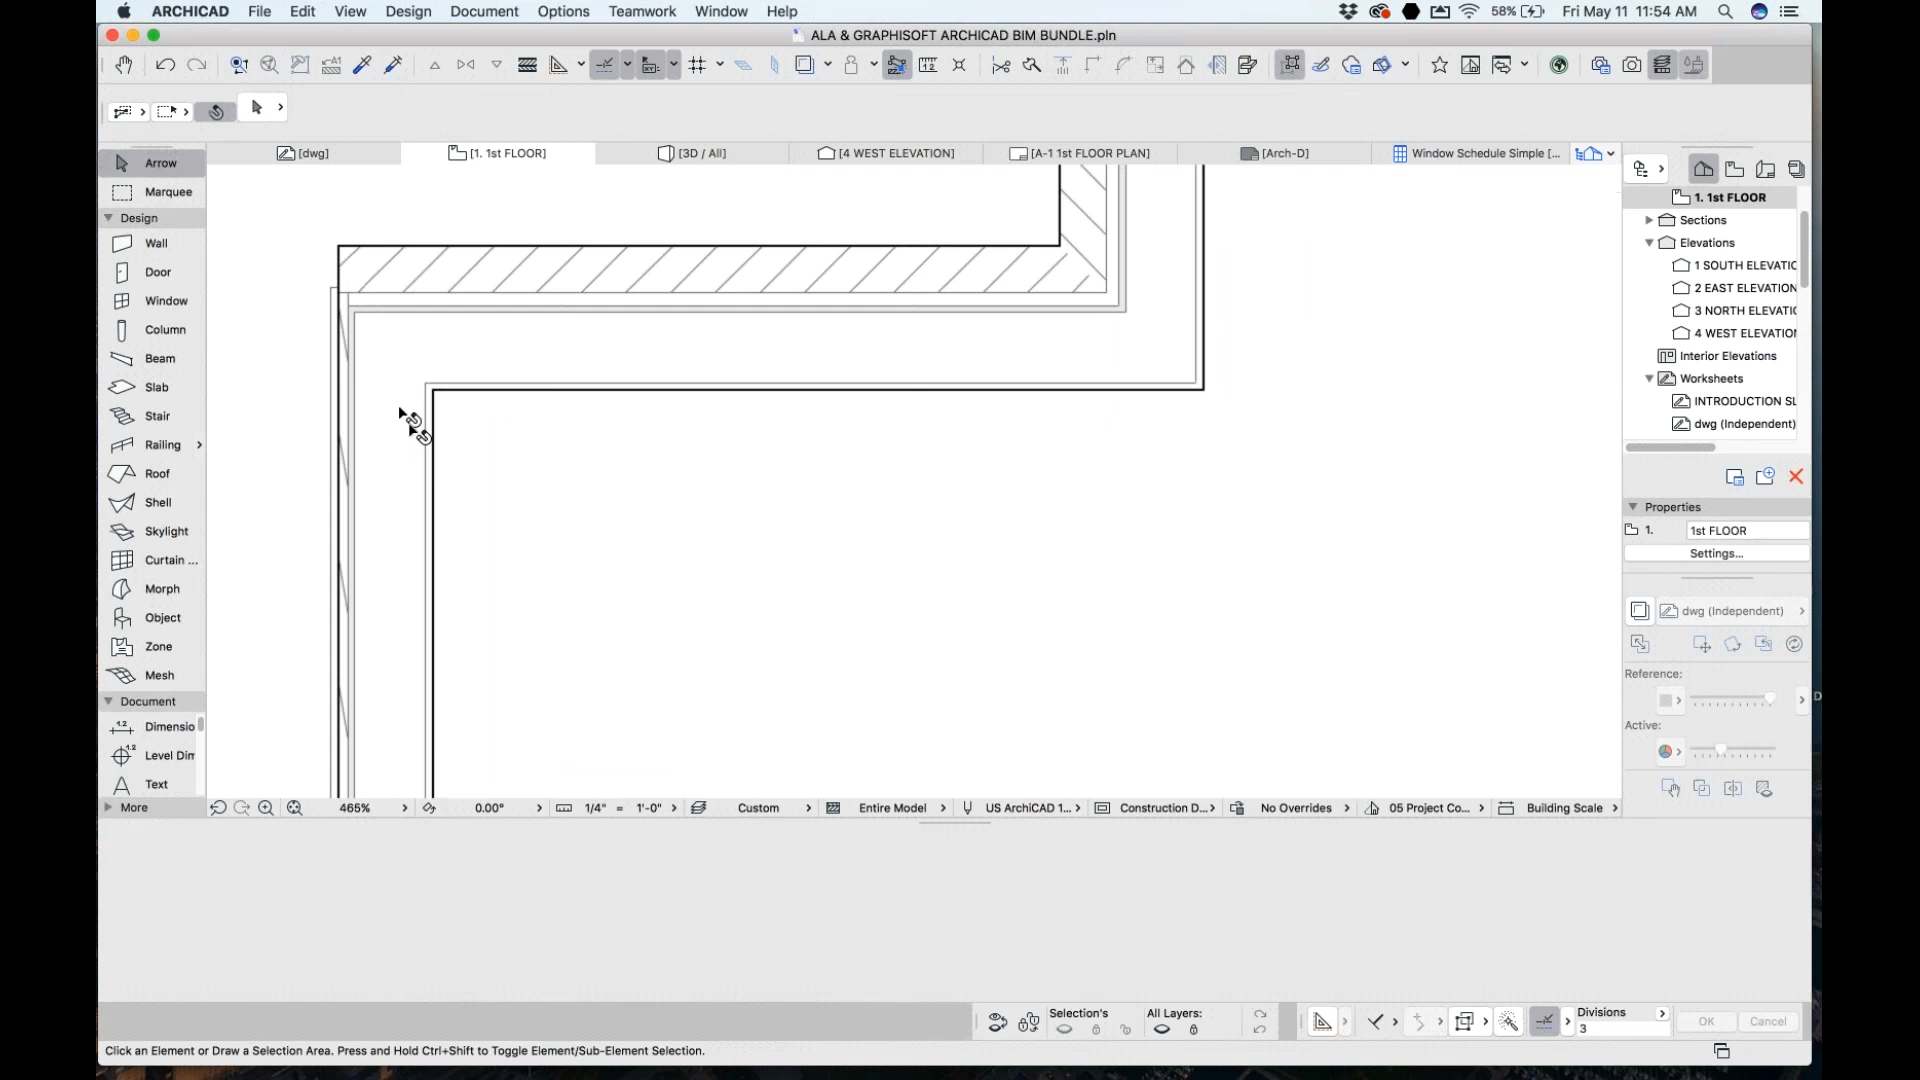 ARCHICAD File Edit View Design Document Options Teamwork Window Help 58% Fri May 11 11:54 AM
ALA & GRAPHISOFT ARCHICAD BIM BUNDLE.pln
[dwg] [1. 1st FLOOR] [3D / All] [4 WEST ELEVATION] [A-1 1st FLOOR PLAN] [Arch-D] Window Schedule Simple [...
Arrow
Marquee
Design
Wall
Door
Window
Column
Beam
Slab
Stair
Railing
Roof
Shell
Skylight
Curtain ...
Morph
Object
Zone
Mesh
Document
1.2 Dimensio
1.2 Level Dim
A Text
More
1. 1st FLOOR
Sections
Elevations
1 SOUTH ELEVATIO
2 EAST ELEVATION
3 NORTH ELEVATIO
4 WEST ELEVATION
Interior Elevations
Worksheets
INTRODUCTION SL
dwg (Independent)
Properties
1. 1st FLOOR
Settings...
dwg (Independent)
Reference:
Active:
465% 0.00° 1/4" = 1'-0" Custom Entire Model US ArchiCAD 1... Construction D... No Overrides 05 Project Co... Building Scale
Selection's All Layers: Divisions
3 OK Cancel
Click an Element or Draw a Selection Area. Press and Hold Ctrl+Shift to Toggle Element/Sub-Element Selection.